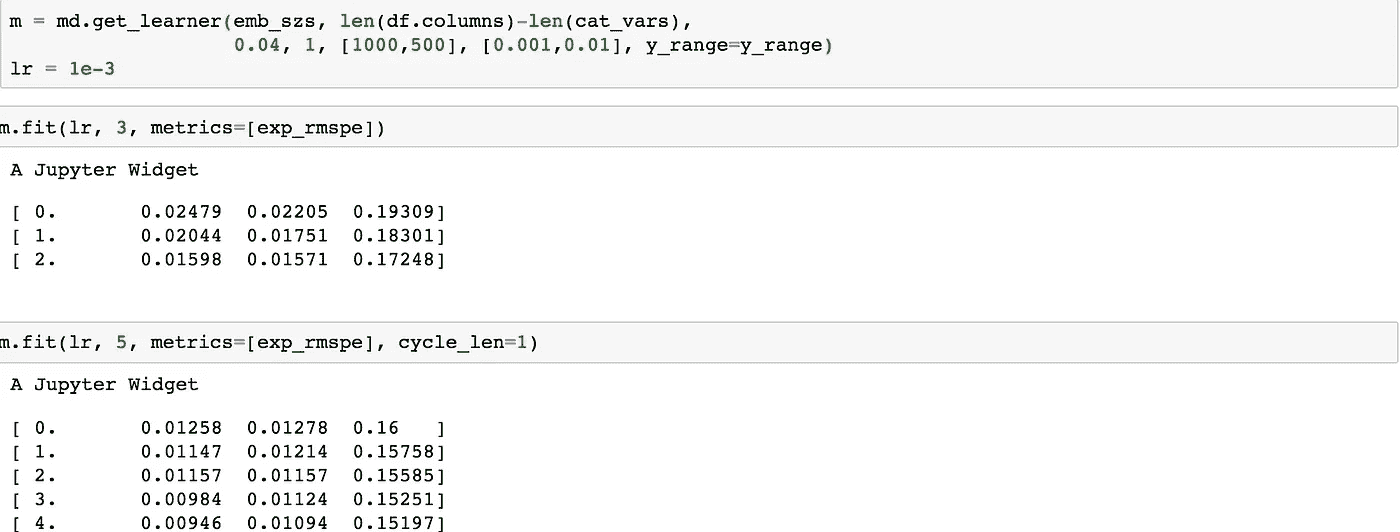 m = md.get_learner(emb_szs, len(df.columns)-len(cat_vars),
                   0.04, 1, [1000,500], [0.001,0.01], y_range=y_range)
lr = 1e-3
m.fit(lr, 3, metrics=[exp_rmspe])
A Jupyter Widget
[ 0.       0.02479  0.02205  0.19309]
[ 1.       0.02044  0.01751  0.18301]
[ 2.       0.01598  0.01571  0.17248]
m.fit(lr, 5, metrics=[exp_rmspe], cycle_len=1)
A Jupyter Widget
[ 0.       0.01258  0.01278  0.16   ]
[ 1.       0.01147  0.01214  0.15758]
[ 2.       0.01157  0.01157  0.15585]
[ 3.       0.00984  0.01124  0.15251]
[ 4.       0.00946  0.01094  0.15197]